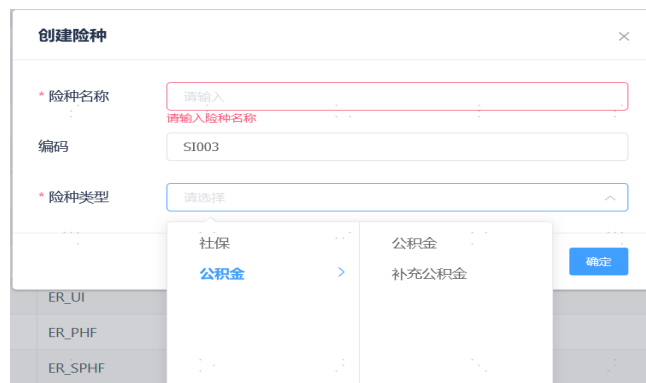 创建险种
* 险种名称
请输入
请输入险种名称
编码
SI003
* 险种类型
请选择
社保
公积金
公积金
补充公积金
确定
ER_UI
ER_PHF
ER_SPHF